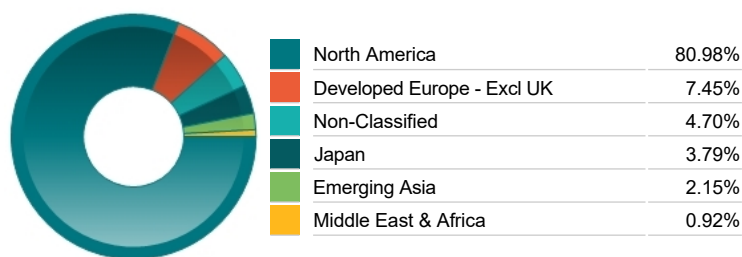 North America 80.98%
Developed Europe - Excl UK 7.45%
Non-Classified 4.70%
Japan 3.79%
Emerging Asia 2.15%
Middle East & Africa 0.92%